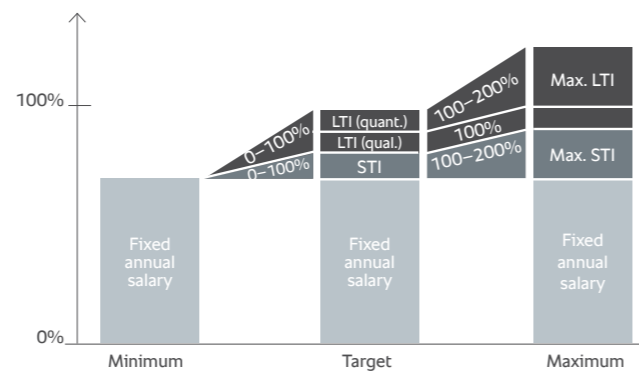 100%
0%
Fixed
annual
salary
Minimum
0–100%
0–100%
LTI (quant.)
LTI (qual.)
STI
Fixed
annual
salary
Target
100–200%
100%
100–200%
Max. LTI
Max. STI
Fixed
annual
salary
Maximum